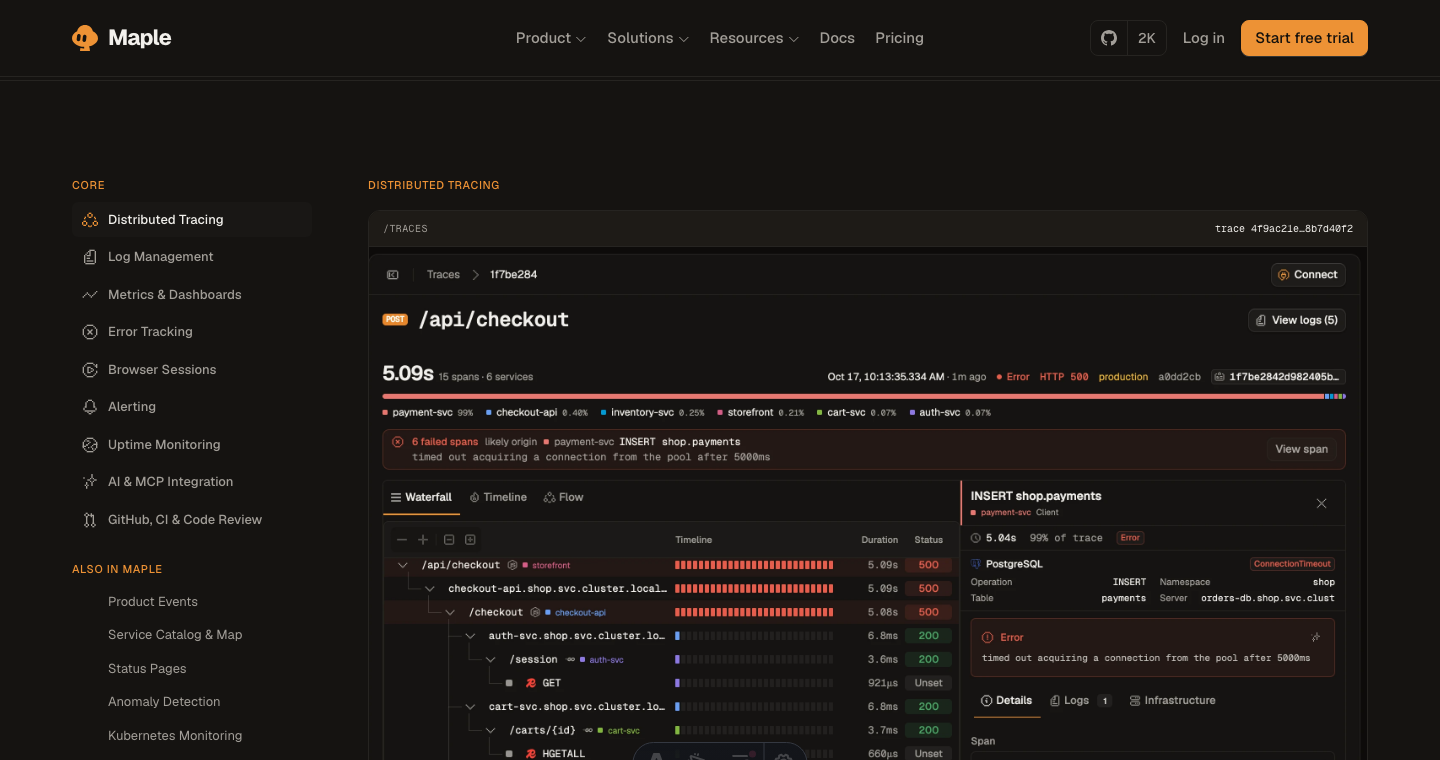 Maple
Product
Solutions
Resources
Docs
Pricing
2K
Log in
Start free trial
CORE
Distributed Tracing
Log Management
Metrics & Dashboards
Error Tracking
Browser Sessions
Alerting
Uptime Monitoring
AI & MCP Integration
GitHub, CI & Code Review
ALSO IN MAPLE
Product Events
Service Catalog & Map
Status Pages
Anomaly Detection
Kubernetes Monitoring
DISTRIBUTED TRACING
/TRACES
trace 4f9ac21e…8b7d40f2
Traces
1f7be284
Connect
POST /api/checkout
View logs (5)
5.09s 15 spans · 6 services
Oct 17, 10:13:35.334 AM · 1m ago
Error HTTP 500 production a0dd2cb 1f7be2842d982405b…
payment-svc 99% checkout-api 0.40% inventory-svc 0.25% storefront 0.21% cart-svc 0.07% auth-svc 0.07%
6 failed spans likely origin payment-svc INSERT shop.payments
timed out acquiring a connection from the pool after 5000ms
View span
Waterfall Timeline Flow
Timeline Duration Status
/api/checkout storefront 5.09s 500
checkout-api.shop.svc.cluster.local… 5.09s 500
/checkout checkout-api 5.08s 500
auth-svc.shop.svc.cluster.lo… 6.8ms 200
/session auth-svc 3.6ms 200
GET 921µs Unset
cart-svc.shop.svc.cluster.lo… 6.8ms 200
/carts/{id} cart-svc 3.7ms 200
HGETALL 660µs Unset
INSERT shop.payments
payment-svc Client
5.04s 99% of trace Error
PostgreSQL ConnectionTimeout
Operation INSERT Namespace shop
Table payments Server orders-db.shop.svc.clust
Error
timed out acquiring a connection from the pool after 5000ms
Details Logs 1 Infrastructure
Span